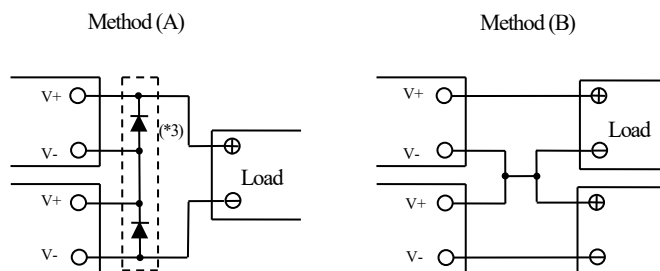 Method (A)
V+
V-
V+
V-
(*3)
Load
Method (B)
V+
V-
V+
V-
Load